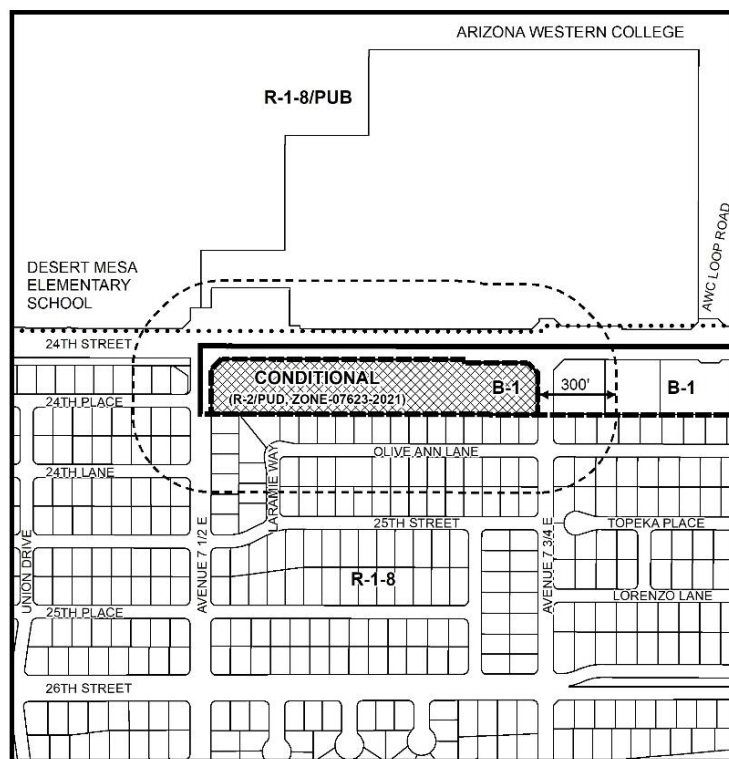 ARIZONA WESTERN COLLEGE
R-1-8/PUB
AWC LOOP ROAD
DESERT MESA
ELEMENTARY
SCHOOL
24TH STREET
CONDITIONAL
(R-2/PUD, ZONE-07623-2021)
B-1
300'
B-1
24TH PLACE
OLIVE ANN LANE
24TH LANE
LARAMIE WAY
25TH STREET
TOPEKA PLACE
UNION DRIVE
AVENUE 7 1/2 E
R-1-8
AVENUE 7 3/4 E
LORENZO LANE
25TH PLACE
26TH STREET